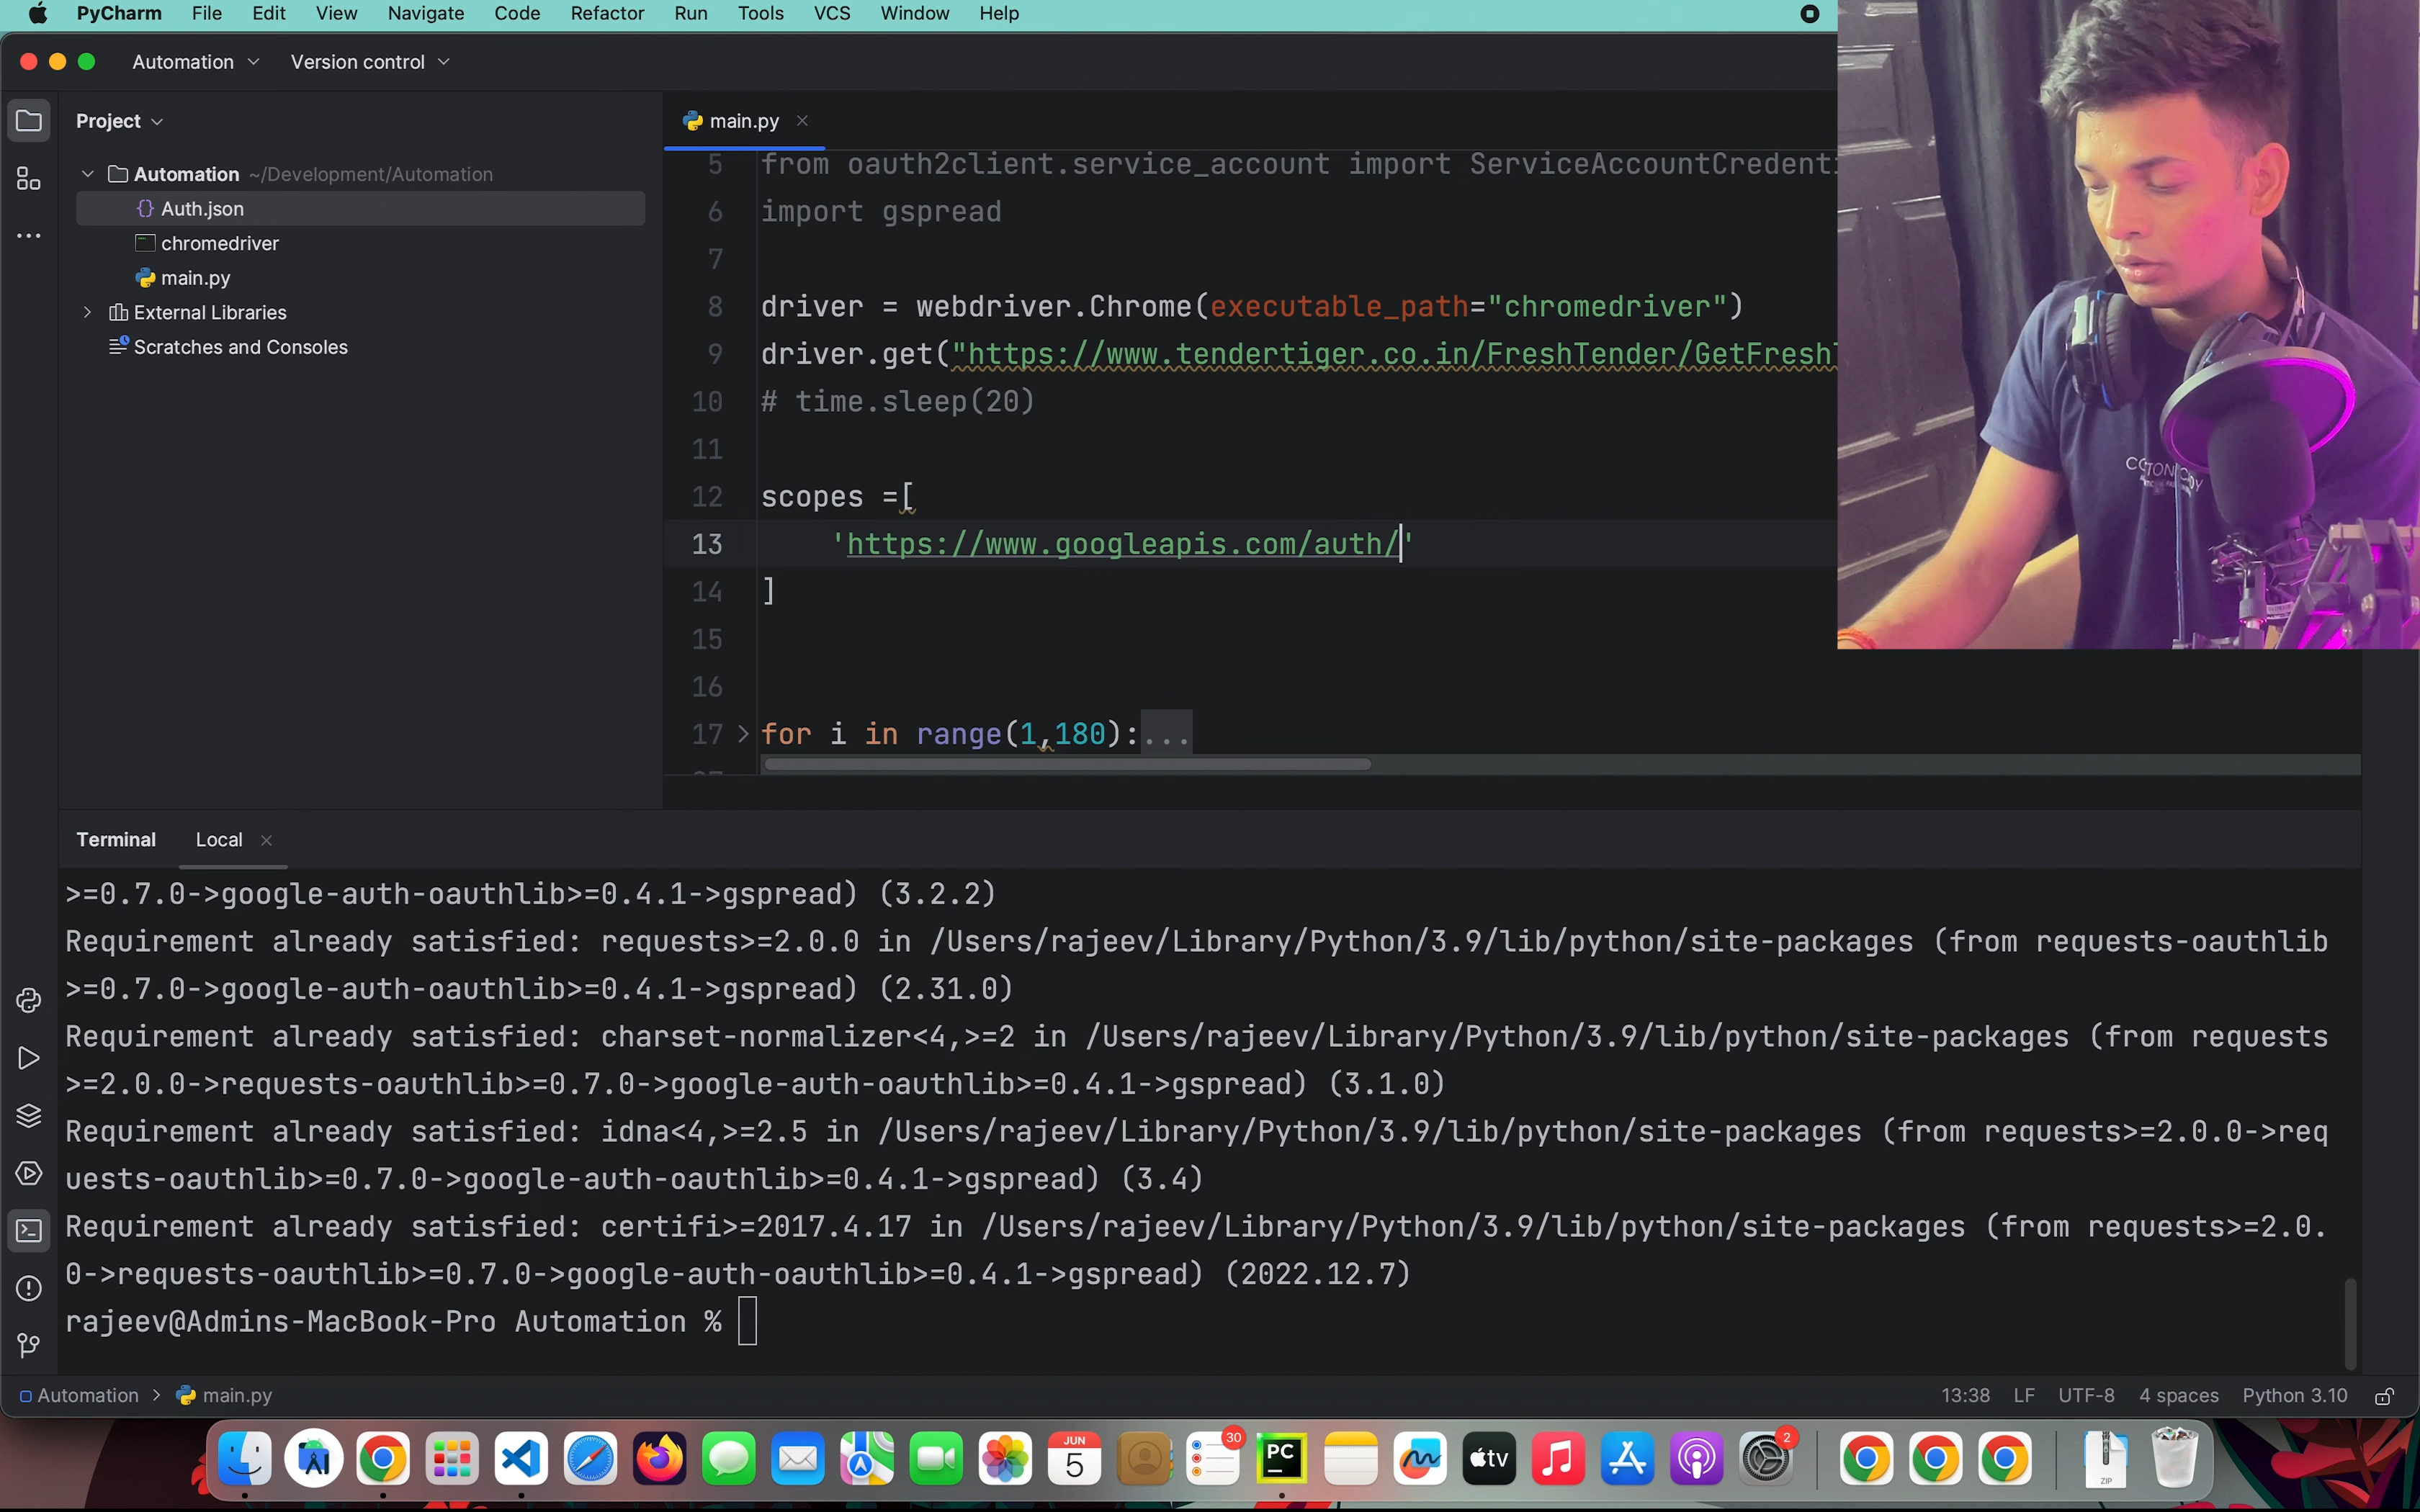 PyCharm File Edit View Navigate Code Refactor Run Tools VCS Window Help
Automation Version control
Project
main.py
Automation ~/Development/Automation
Auth.json
chromedriver
main.py
External Libraries
Scratches and Consoles
5 from oauth2client.service_account import ServiceAccountCredenti
6 import gspread
7
8 driver = webdriver.Chrome(executable_path="chromedriver")
9 driver.get("https://www.tendertiger.co.in/FreshTender/GetFresh
10 # time.sleep(20)
11
12 scopes =[
13 'https://www.googleapis.com/auth/'
14 ]
15
16
17 for i in range(1,180):...
Terminal Local
>=0.7.0->google-auth-oauthlib>=0.4.1->gspread) (3.2.2)
Requirement already satisfied: requests>=2.0.0 in /Users/rajeev/Library/Python/3.9/lib/python/site-packages (from requests-oauthlib
>=0.7.0->google-auth-oauthlib>=0.4.1->gspread) (2.31.0)
Requirement already satisfied: charset-normalizer<4,>=2 in /Users/rajeev/Library/Python/3.9/lib/python/site-packages (from requests
>=2.0.0->requests-oauthlib>=0.7.0->google-auth-oauthlib>=0.4.1->gspread) (3.1.0)
Requirement already satisfied: idna<4,>=2.5 in /Users/rajeev/Library/Python/3.9/lib/python/site-packages (from requests>=2.0.0->req
uests-oauthlib>=0.7.0->google-auth-oauthlib>=0.4.1->gspread) (3.4)
Requirement already satisfied: certifi>=2017.4.17 in /Users/rajeev/Library/Python/3.9/lib/python/site-packages (from requests>=2.0.
0->requests-oauthlib>=0.7.0->google-auth-oauthlib>=0.4.1->gspread) (2022.12.7)
rajeev@Admins-MacBook-Pro Automation %
Automation > main.py 13:38 LF UTF-8 4 spaces Python 3.10
JUN
5
30
PC
tv
2
ZIP